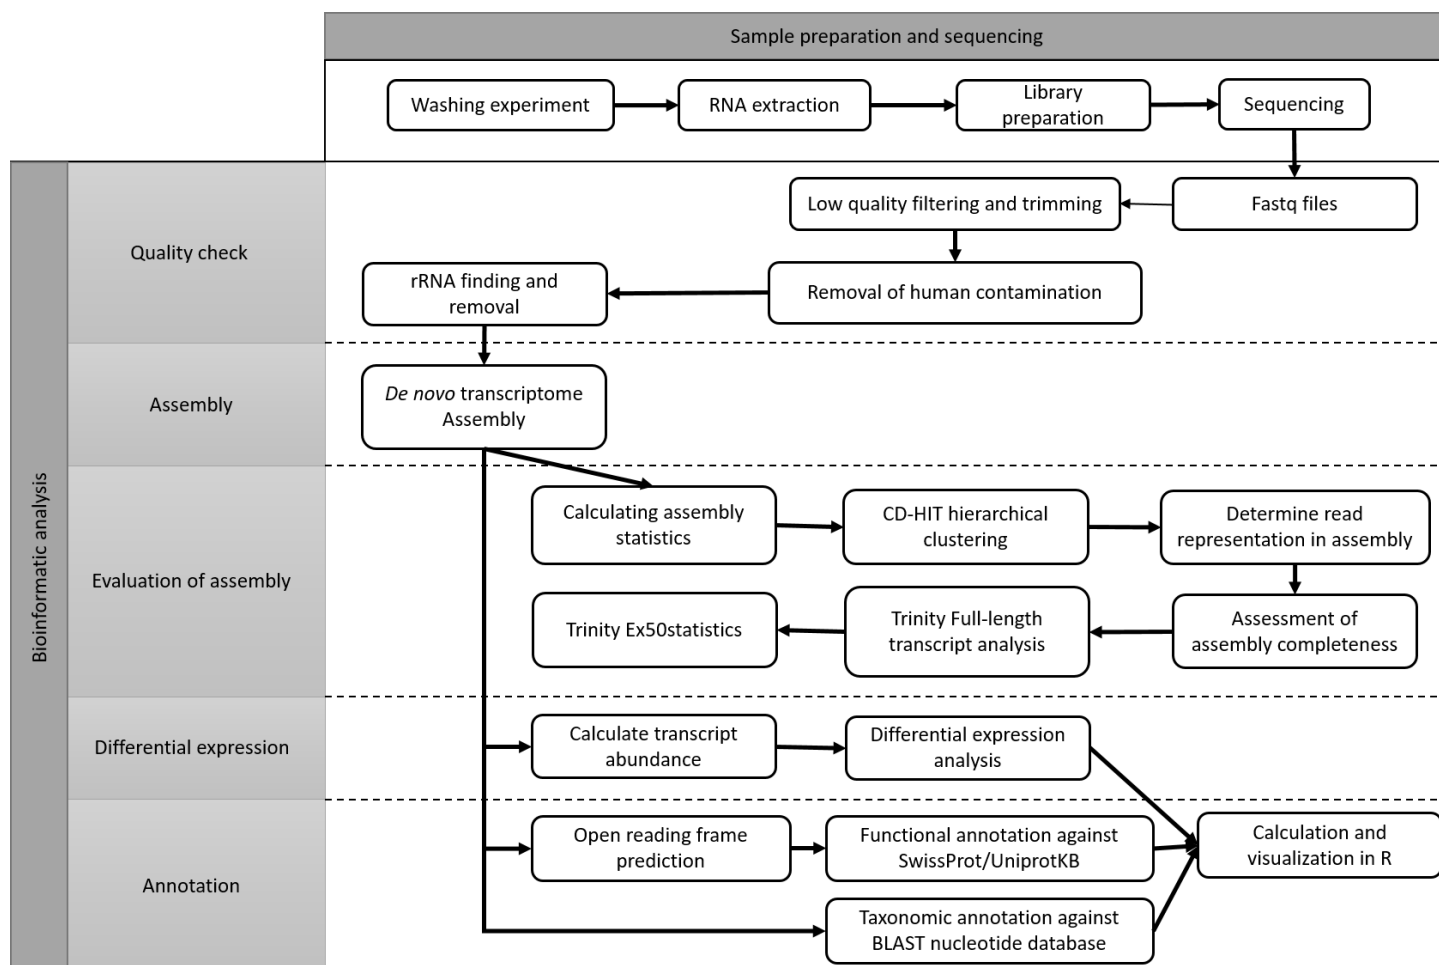 Sample preparation and sequencing
Washing experiment
RNA extraction
Library
preparation
Sequencing
Bioinformatic analysis
Quality check
Low quality filtering and trimming
Fastq files
rRNA finding and
removal
Removal of human contamination
Assembly
De novo transcriptome
Assembly
Evaluation of assembly
Calculating assembly
statistics
CD-HIT hierarchical
clustering
Determine read
representation in assembly
Trinity Ex50statistics
Trinity Full-length
transcript analysis
Assessment of
assembly completeness
Differential expression
Calculate transcript
abundance
Differential expression
analysis
Annotation
Open reading frame
prediction
Functional annotation against
SwissProt/UniprotKB
Calculation and
visualization in R
Taxonomic annotation against
BLAST nucleotide database